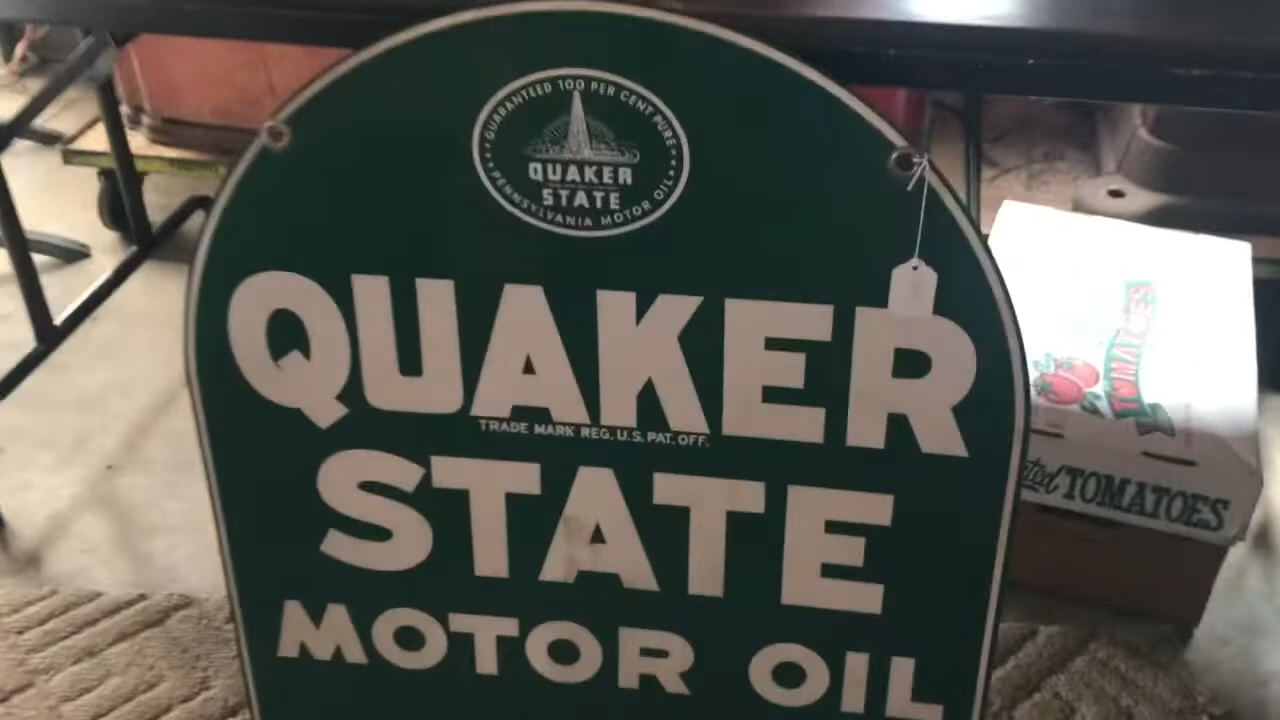 GUARANTEED 100 PER CENT PURE
QUAKER
STATE
PENNSYLVANIA MOTOR OIL
QUAKER
TRADE MARK REG. U.S. PAT. OFF.
STATE
MOTOR OIL
TOMATOES
TOMATOES